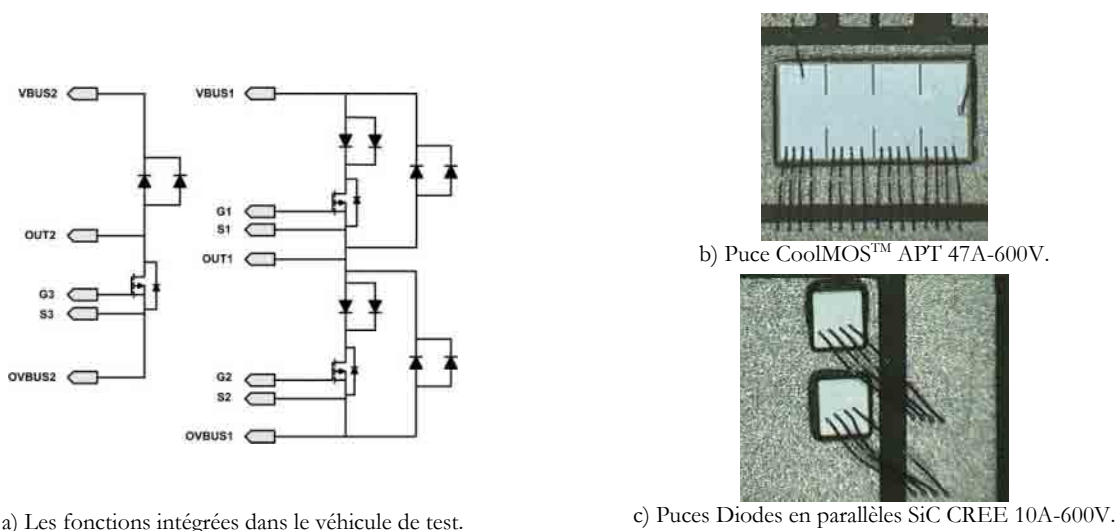 VBUS2
OUT2
G3
S3
OVBUS2
VBUS1
G1
S1
OUT1
G2
S2
OVBUS1
a) Les fonctions intégrées dans le véhicule de test.
b) Puce CoolMOS™ APT 47A-600V.
c) Puces Diodes en parallèles SiC CREE 10A-600V.